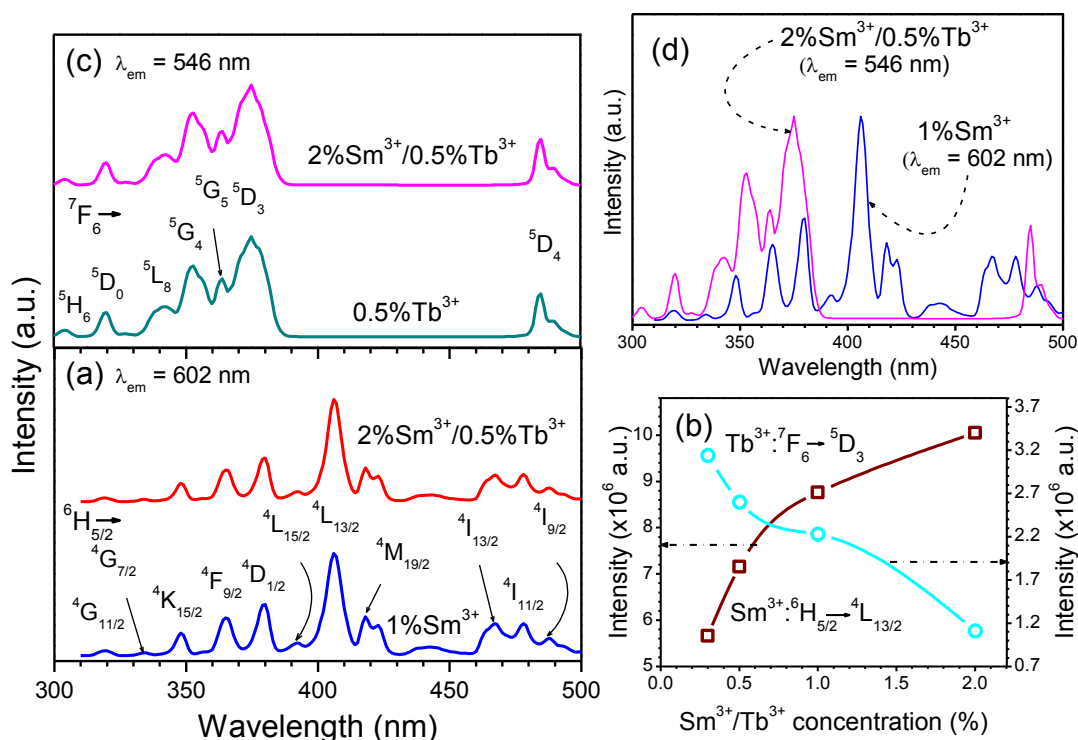 (c) λem = 546 nm
2%Sm³⁺/0.5%Tb³⁺
⁷F₆→
⁵H₆
⁵D₀
⁵L₈
⁵G₄
⁵G₅
⁵D₃
⁵D₄
0.5%Tb³⁺
(a) λem = 602 nm
2%Sm³⁺/0.5%Tb³⁺
⁶H5/2→
⁴G11/2
⁴G7/2
⁴K15/2
⁴F9/2
⁴D1/2
⁴L15/2
⁴L13/2
⁴M19/2
⁴I13/2
⁴I11/2
⁴I9/2
1%Sm³⁺
Intensity (a.u.)
300 350 400 450 500
Wavelength (nm)
(d)
2%Sm³⁺/0.5%Tb³⁺
(λem = 546 nm)
1%Sm³⁺
(λem = 602 nm)
Intensity (a.u.)
300 350 400 450 500
Wavelength (nm)
(b) Tb³⁺:⁷F₆→⁵D₃
Sm³⁺:⁶H5/2→⁴L13/2
Intensity (x10⁶ a.u.)
10
9
8
7
6
5
3.7
3.2
2.7
2.2
1.7
1.2
0.7
Intensity (x10⁶ a.u.)
0.0 0.5 1.0 1.5 2.0
Sm³⁺/Tb³⁺ concentration (%)